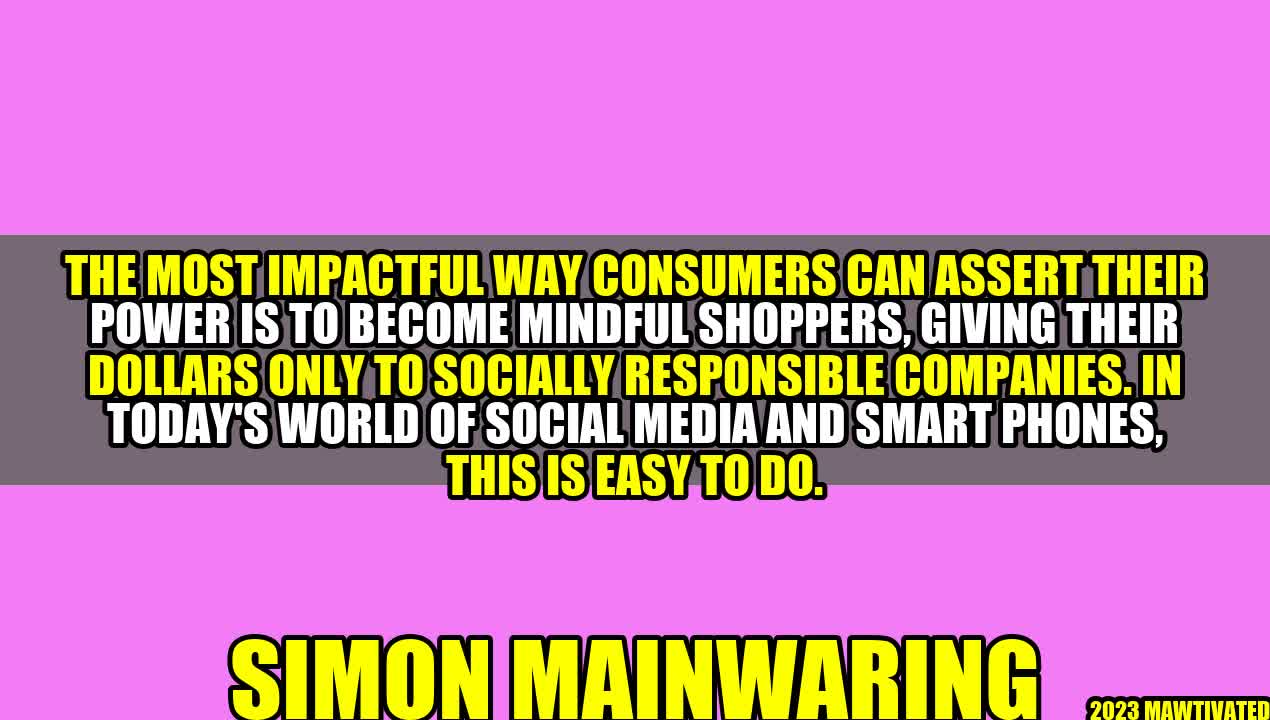 THE MOST IMPACTFUL WAY CONSUMERS CAN ASSERT THEIR
POWER IS TO BECOME MINDFUL SHOPPERS, GIVING THEIR
DOLLARS ONLY TO SOCIALLY RESPONSIBLE COMPANIES. IN
TODAY'S WORLD OF SOCIAL MEDIA AND SMART PHONES,
THIS IS EASY TO DO.
SIMON MAINWARING
2023 MAWTIVATED